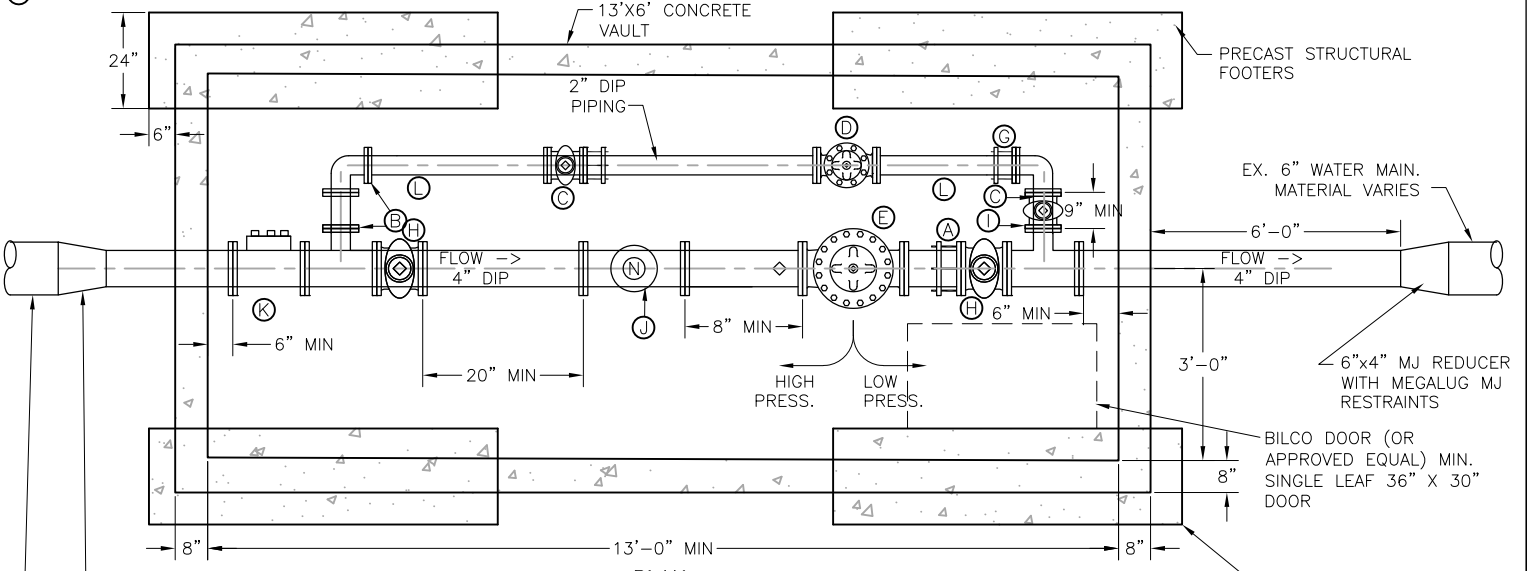 13'X6' CONCRETE
VAULT
24"
PRECAST STRUCTURAL
FOOTERS
2" DIP
PIPING
6"
D
G
EX. 6" WATER MAIN.
MATERIAL VARIES
L
C
L
C
9" MIN
B
H
E
A
I
6'-0"
FLOW ->
4" DIP
N
FLOW ->
4" DIP
K
J
H
6" MIN
8" MIN
6" MIN
20" MIN
HIGH
PRESS.
LOW
PRESS.
3'-0"
6"x4" MJ REDUCER
WITH MEGALUG MJ
RESTRAINTS
BILCO DOOR (OR
APPROVED EQUAL) MIN.
SINGLE LEAF 36" X 30"
DOOR
8"
8"
13'-0" MIN
8"